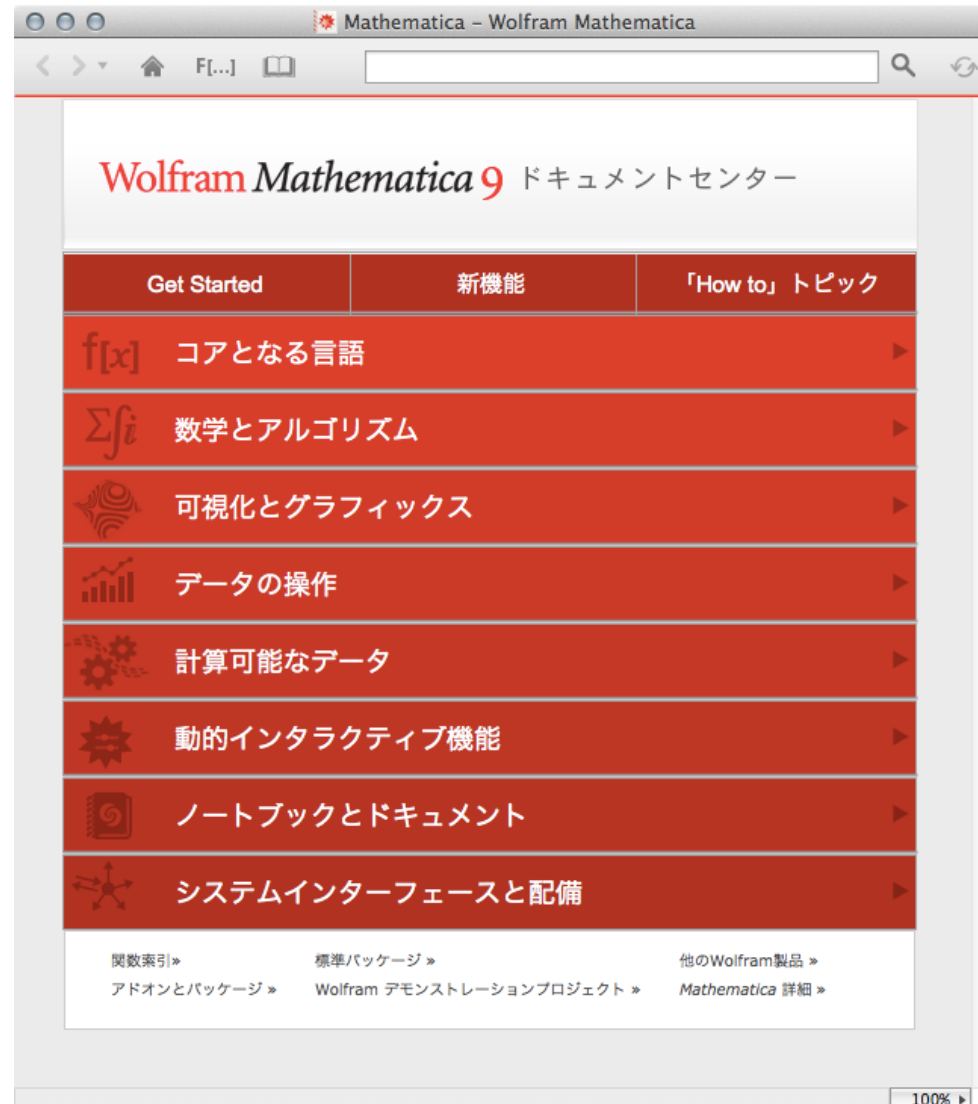 Mathematica – Wolfram Mathematica
F[...]
Wolfram Mathematica 9 ドキュメントセンター
Get Started 新機能 「How to」トピック
f[x] コアとなる言語
Σ∫i 数学とアルゴリズム
可視化とグラフィックス
データの操作
計算可能なデータ
動的インタラクティブ機能
ノートブックとドキュメント
システムインターフェースと配備
関数索引» 標準パッケージ » 他のWolfram製品 »
アドオンとパッケージ » Wolfram デモンストレーションプロジェクト » Mathematica 詳細 »
100%